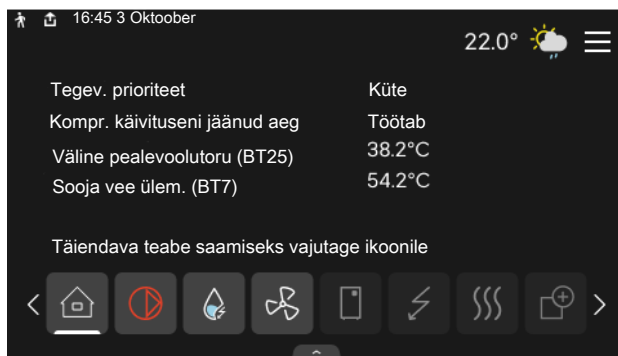 16:45 3 Oktoober
22.0°
Tegev. prioriteet Küte
Kompr. käivituseni jäänud aeg Töötab
Väline pealevoolutoru (BT25) 38.2°C
Sooja vee ülem. (BT7) 54.2°C
Täiendava teabe saamiseks vajutage ikoonile